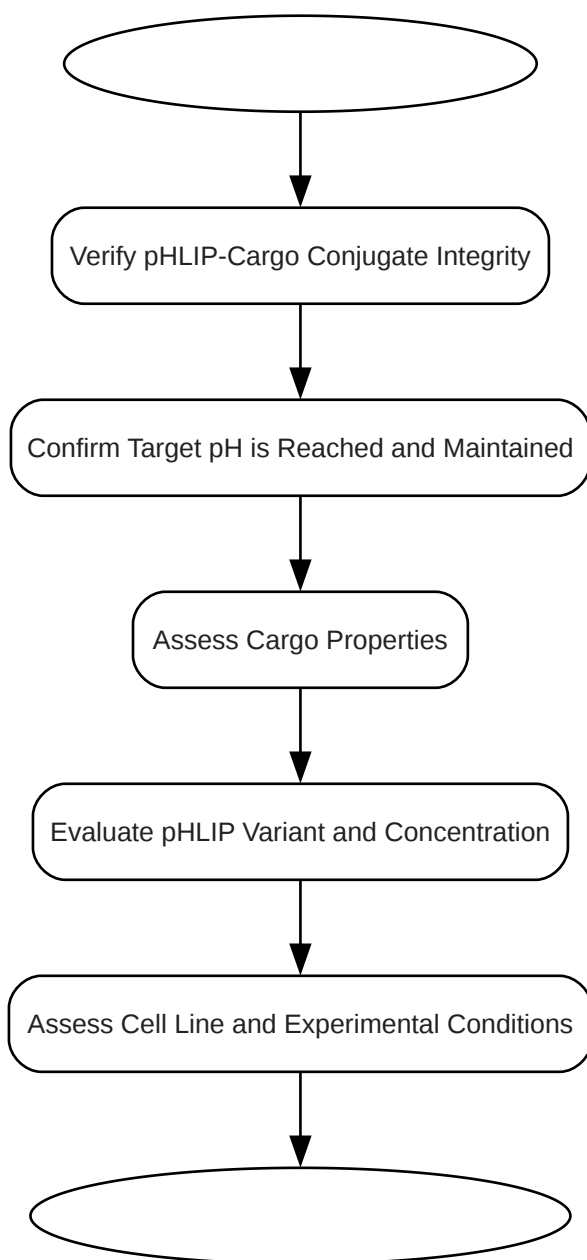 Verify pHLIP-Cargo Conjugate Integrity
Confirm Target pH is Reached and Maintained
Assess Cargo Properties
Evaluate pHLIP Variant and Concentration
Assess Cell Line and Experimental Conditions